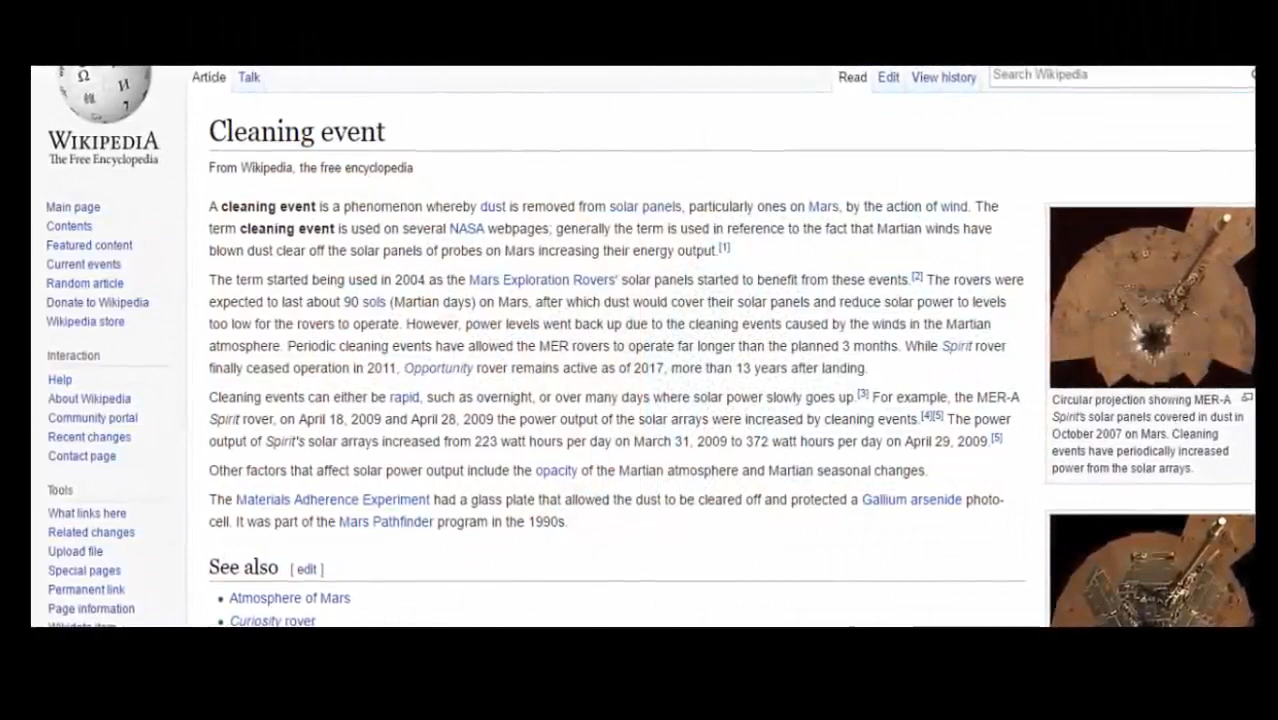 Ω
И
WIKIPEDIA
The Free Encyclopedia
Main page
Contents
Featured content
Current events
Random article
Donate to Wikipedia
Wikipedia store
Interaction
Help
About Wikipedia
Community portal
Recent changes
Contact page
Tools
What links here
Related changes
Upload file
Special pages
Permanent link
Page information
Wikidata item
Article Talk
Read Edit View history
Search Wikipedia
Cleaning event
From Wikipedia, the free encyclopedia
A cleaning event is a phenomenon whereby dust is removed from solar panels, particularly ones on Mars, by the action of wind. The
term cleaning event is used on several NASA webpages; generally the term is used in reference to the fact that Martian winds have
blown dust clear off the solar panels of probes on Mars increasing their energy output.[1]
The term started being used in 2004 as the Mars Exploration Rovers' solar panels started to benefit from these events.[2] The rovers were
expected to last about 90 sols (Martian days) on Mars, after which dust would cover their solar panels and reduce solar power to levels
too low for the rovers to operate. However, power levels went back up due to the cleaning events caused by the winds in the Martian
atmosphere. Periodic cleaning events have allowed the MER rovers to operate far longer than the planned 3 months. While Spirit rover
finally ceased operation in 2011, Opportunity rover remains active as of 2017, more than 13 years after landing.
Cleaning events can either be rapid, such as overnight, or over many days where solar power slowly goes up.[3] For example, the MER-A
Spirit rover, on April 18, 2009 and April 28, 2009 the power output of the solar arrays were increased by cleaning events.[4][5] The power
output of Spirit's solar arrays increased from 223 watt hours per day on March 31, 2009 to 372 watt hours per day on April 29, 2009.[5]
Other factors that affect solar power output include the opacity of the Martian atmosphere and Martian seasonal changes.
The Materials Adherence Experiment had a glass plate that allowed the dust to be cleared off and protected a Gallium arsenide photo-
cell. It was part of the Mars Pathfinder program in the 1990s.
See also [ edit ]
• Atmosphere of Mars
• Curiosity rover
Circular projection showing MER-A
Spirit's solar panels covered in dust in
October 2007 on Mars. Cleaning
events have periodically increased
power from the solar arrays.